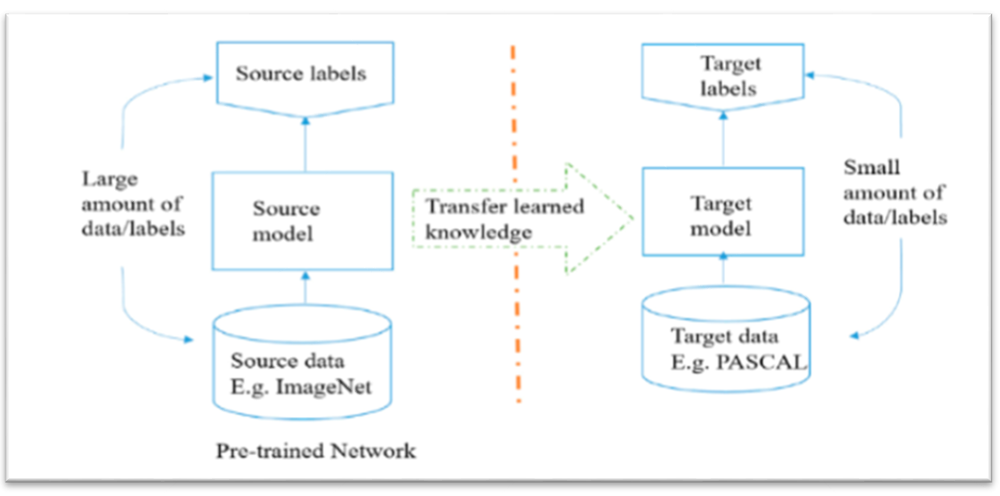 Source labels
Large
amount of
data/labels
Source
model
Source data
E.g. ImageNet
Pre-trained Network
Transfer learned
knowledge
Target
labels
Target
model
Target data
E.g. PASCAL
Small
amount of
data/labels